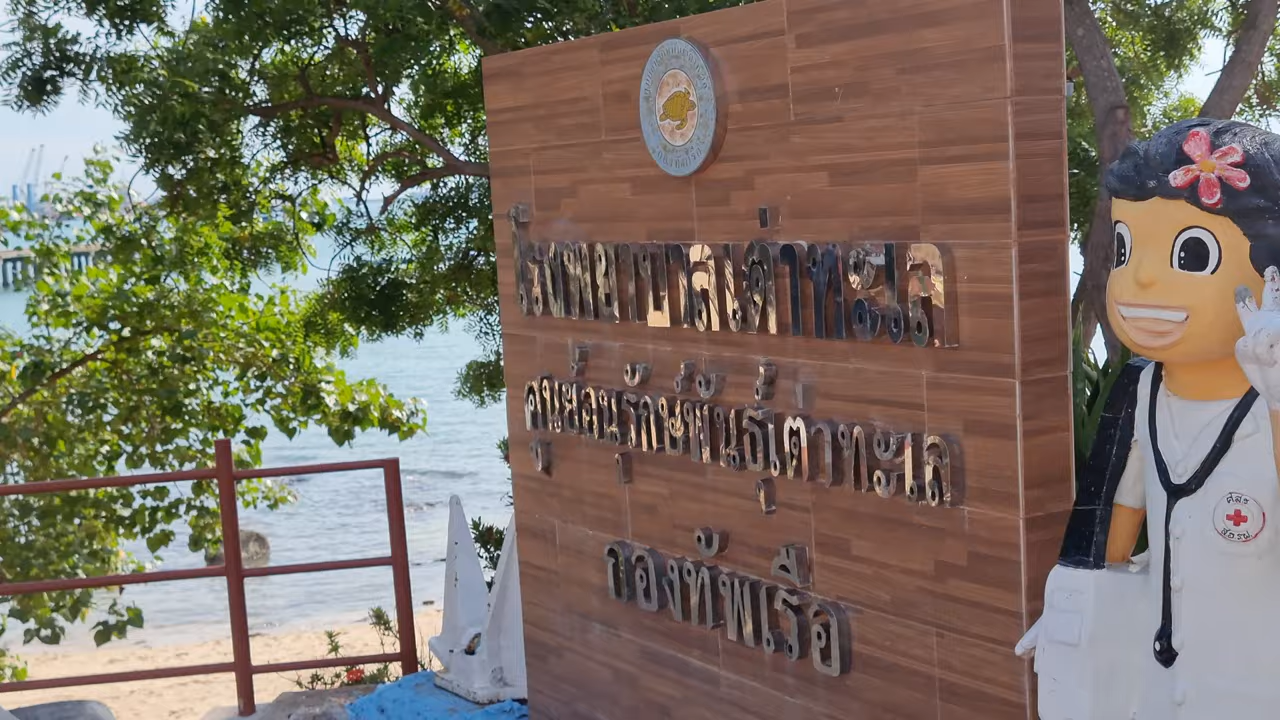 โรงพยาบาลเต่าทะเล
ศูนย์อนุรักษ์พันธุ์เต่าทะเล
กองทัพเรือ